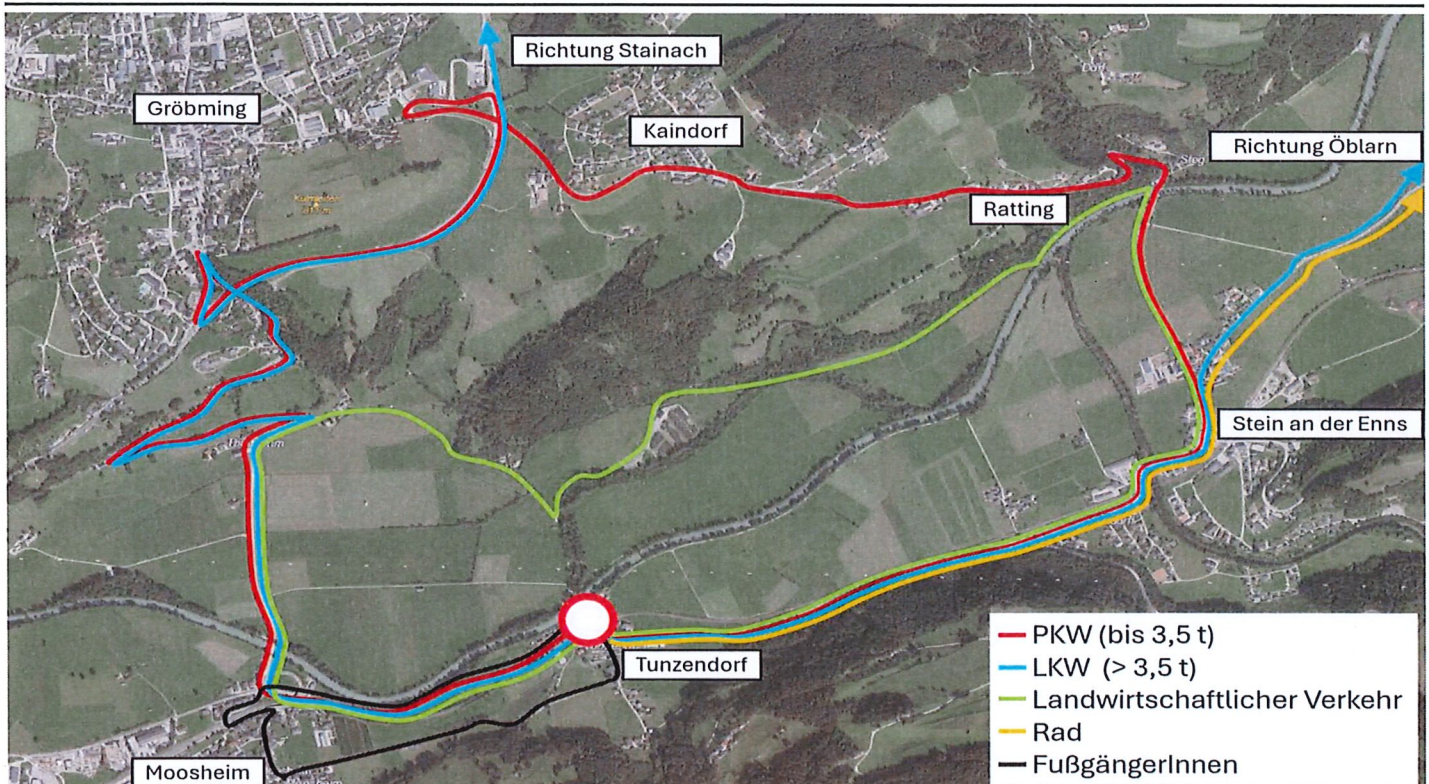 Richtung Stainach
Gröbming
Kaindorf
Richtung Öblarn
Steg
Ratting
Stein an der Enns
Tunzendorf
Moosheim
PKW (bis 3,5 t)
LKW (> 3,5 t)
Landwirtschaftlicher Verkehr
Rad
FußgängerInnen